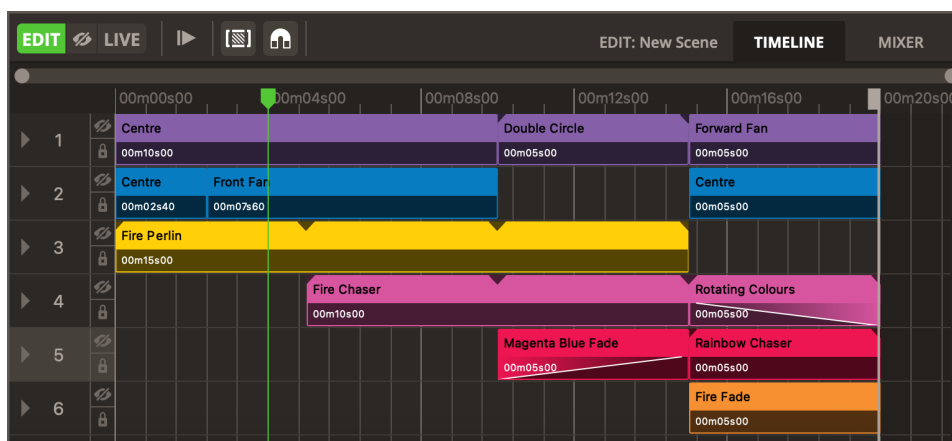 EDIT LIVE EDIT: New Scene TIMELINE MIXER
00m00s00 00m04s00 00m08s00 00m12s00 00m16s00 00m20s00
1 Centre Double Circle Forward Fan
00m10s00 00m05s00 00m05s00
2 Centre Front Fan Centre
00m02s40 00m07s60 00m05s00
3 Fire Perlin
00m15s00
4 Fire Chaser Rotating Colours
00m10s00 00m05s00
5 Magenta Blue Fade Rainbow Chaser
00m05s00 00m05s00
6 Fire Fade
00m05s00